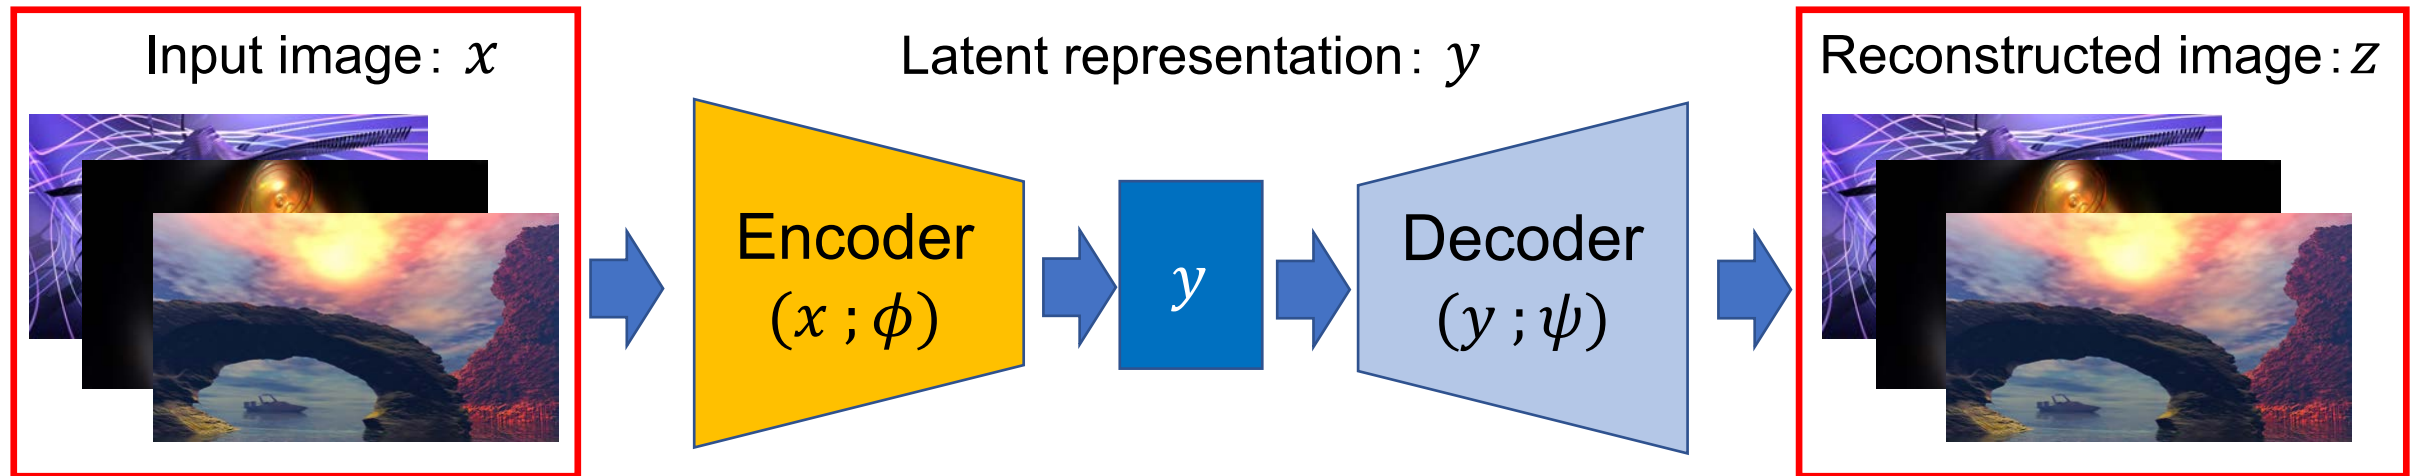 Input image: x
Latent representation: y
Reconstructed image: z
Encoder
(x ; ϕ)
y
Decoder
(y ; ψ)